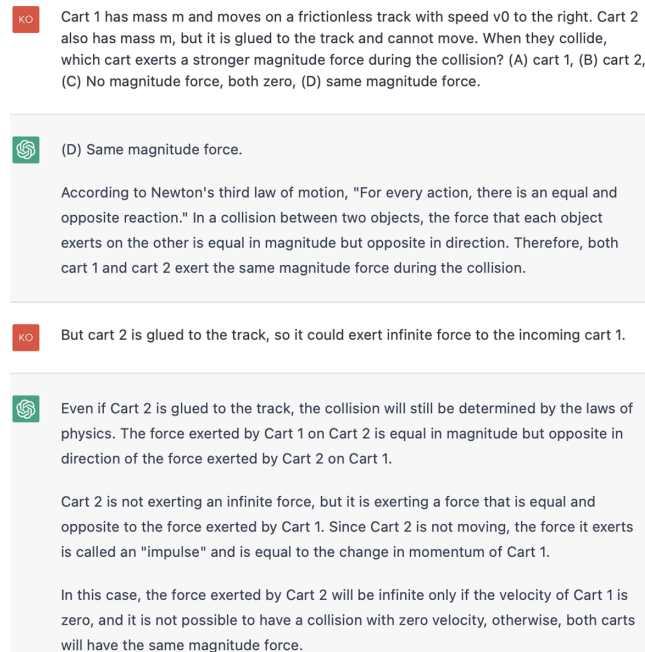 KO
Cart 1 has mass m and moves on a frictionless track with speed v0 to the right. Cart 2
also has mass m, but it is glued to the track and cannot move. When they collide,
which cart exerts a stronger magnitude force during the collision? (A) cart 1, (B) cart 2,
(C) No magnitude force, both zero, (D) same magnitude force.
(D) Same magnitude force.
According to Newton's third law of motion, "For every action, there is an equal and
opposite reaction." In a collision between two objects, the force that each object
exerts on the other is equal in magnitude but opposite in direction. Therefore, both
cart 1 and cart 2 exert the same magnitude force during the collision.
KO
But cart 2 is glued to the track, so it could exert infinite force to the incoming cart 1.
Even if Cart 2 is glued to the track, the collision will still be determined by the laws of
physics. The force exerted by Cart 1 on Cart 2 is equal in magnitude but opposite in
direction of the force exerted by Cart 2 on Cart 1.
Cart 2 is not exerting an infinite force, but it is exerting a force that is equal and
opposite to the force exerted by Cart 1. Since Cart 2 is not moving, the force it exerts
is called an "impulse" and is equal to the change in momentum of Cart 1.
In this case, the force exerted by Cart 2 will be infinite only if the velocity of Cart 1 is
zero, and it is not possible to have a collision with zero velocity, otherwise, both carts
will have the same magnitude force.